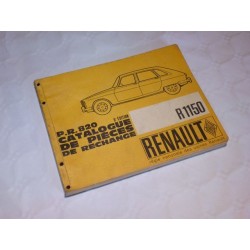 P.R. 820
CATALOGUE
DE PIÈCES
DE RECHANGE
R 1150
RENAULT